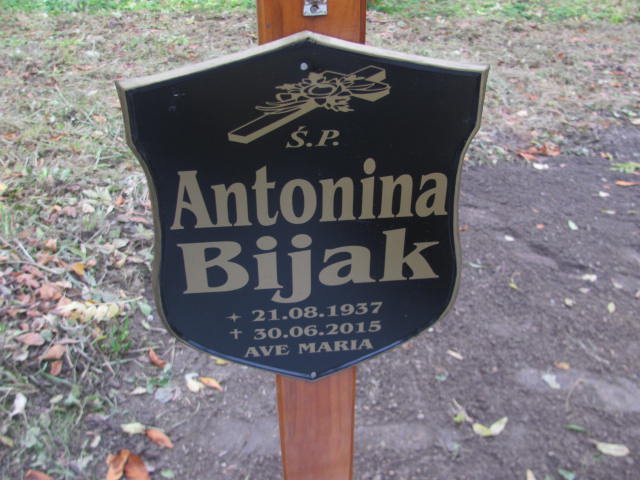 Ś.P.
Antonina
Bijak
✦ 21.08.1937
✝ 30.06.2015
AVE MARIA